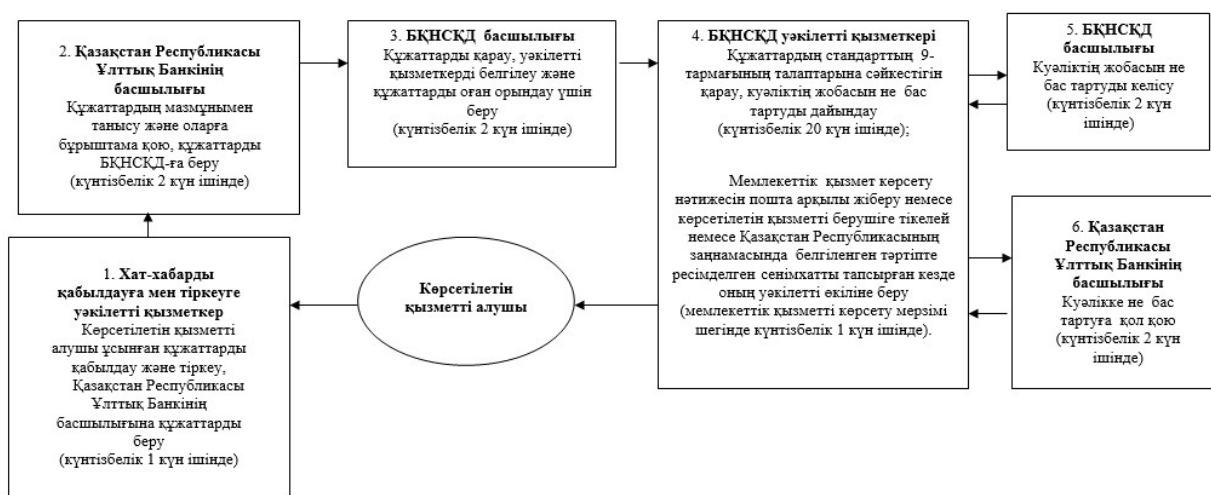 1. Хат-хабарды
қабылдауға мен тіркеуге
уәкілетті қызметкер
Көрсетілетін қызметті
алушы ұсынған құжаттарды
қабылдау және тіркеу,
Қазақстан Республикасы
Ұлттық Банкінің
басшылығына құжаттарды
беру
(күнтізбелік 1 күн ішінде)
2. Қазақстан Республикасы
Ұлттық Банкінің
басшылығы
Құжаттардың мазмұнымен
танысу және оларға
бұрыштама қою, құжаттарды
БҚНСҚД-ға беру
(күнтізбелік 2 күн ішінде)
3. БҚНСҚД басшылығы
Құжаттарды қарау, уәкілетті
қызметкерді белгілеу және
құжаттарды оған орындау үшін
беру
(күнтізбелік 2 күн ішінде)
4. БҚНСҚД уәкілетті қызметкері
Құжаттардың стандарттың 9-
тармағының талаптарына сәйкестігін
қарау, куәліктің жобасын не бас
тартуды дайындау
(күнтізбелік 20 күн ішінде);
Мемлекеттік қызмет көрсету
нәтижесін пошта арқылы жіберу немесе
көрсетілетін қызметті берушіге тікелей
немесе Қазақстан Республикасының
заңнамасында белгіленген тәртіпте
ресімделген сенімхатты тапсырған кезде
оның уәкілетті өкіліне беру
(мемлекеттік қызметті көрсету мерзімі
шегінде күнтізбелік 1 күн ішінде).
5. БҚНСҚД
басшылығы
Куәліктің жобасын не
бас тартуды келісу
(күнтізбелік 2 күн
ішінде)
6. Қазақстан
Республикасы
Ұлттық Банкінің
басшылығы
Куәлікке не бас
тартуға қол қою
(күнтізбелік 2 күн
ішінде)
Көрсетілетін
қызметті алушы